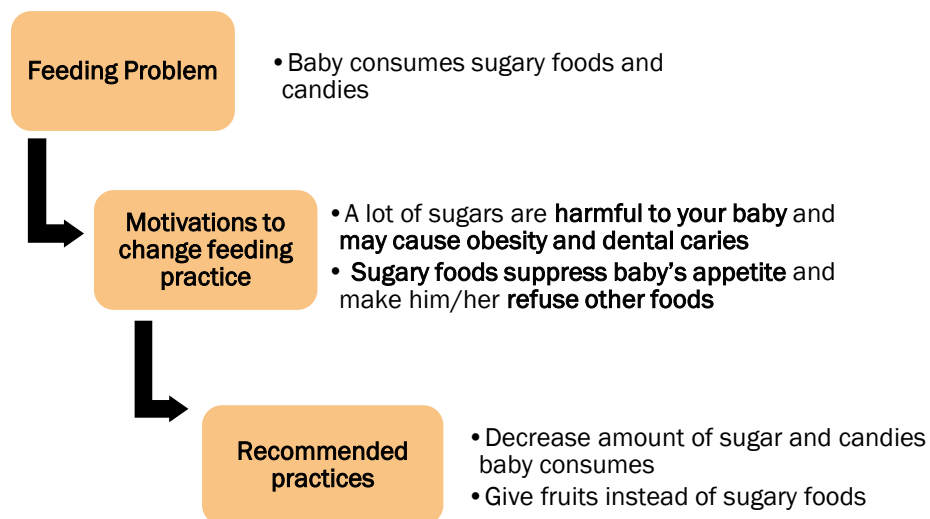 Feeding Problem
•Baby consumes sugary foods and
candies
Motivations to
change feeding
practice
•A lot of sugars are harmful to your baby and
may cause obesity and dental caries
• Sugary foods suppress baby’s appetite and
make him/her refuse other foods
Recommended
practices
•Decrease amount of sugar and candies
baby consumes
•Give fruits instead of sugary foods